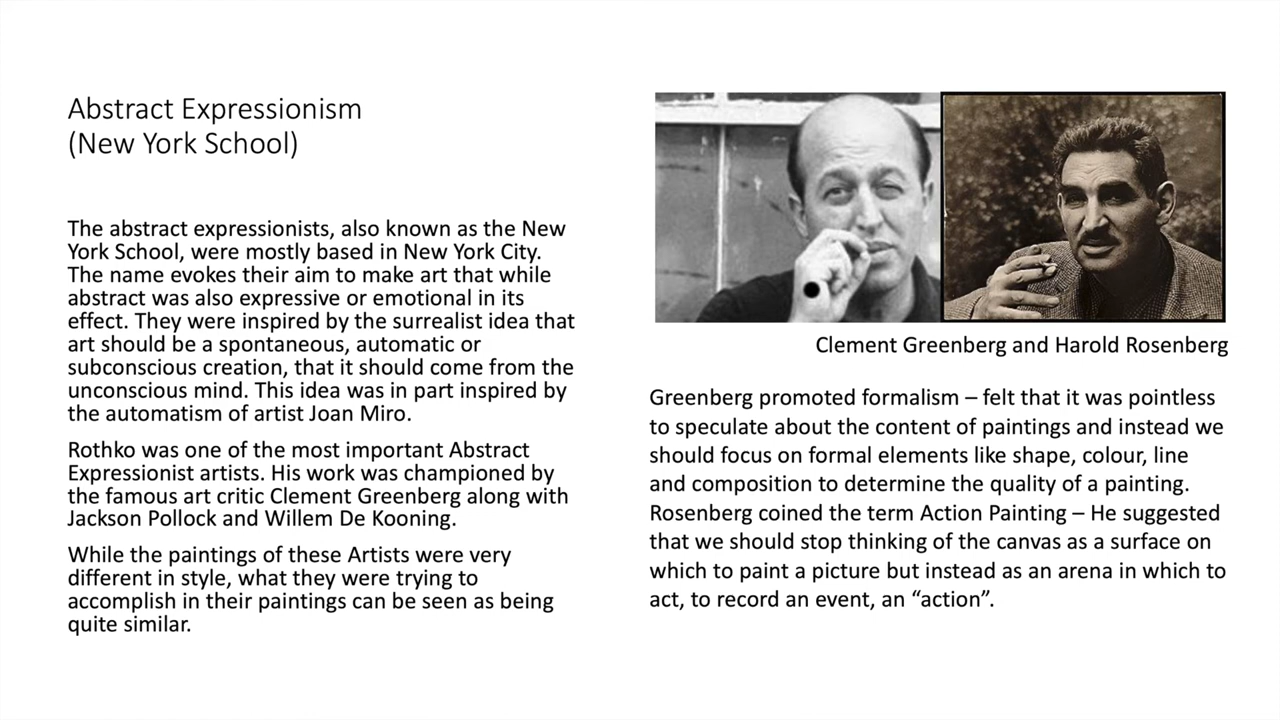 Abstract Expressionism
(New York School)
The abstract expressionists, also known as the New
York School, were mostly based in New York City.
The name evokes their aim to make art that while
abstract was also expressive or emotional in its
effect. They were inspired by the surrealist idea that
art should be a spontaneous, automatic or
subconscious creation, that it should come from the
unconscious mind. This idea was in part inspired by
the automatism of artist Joan Miro.
Rothko was one of the most important Abstract
Expressionist artists. His work was championed by
the famous art critic Clement Greenberg along with
Jackson Pollock and Willem De Kooning.
While the paintings of these Artists were very
different in style, what they were trying to
accomplish in their paintings can be seen as being
quite similar.
Clement Greenberg and Harold Rosenberg
Greenberg promoted formalism – felt that it was pointless
to speculate about the content of paintings and instead we
should focus on formal elements like shape, colour, line
and composition to determine the quality of a painting.
Rosenberg coined the term Action Painting – He suggested
that we should stop thinking of the canvas as a surface on
which to paint a picture but instead as an arena in which to
act, to record an event, an “action”.